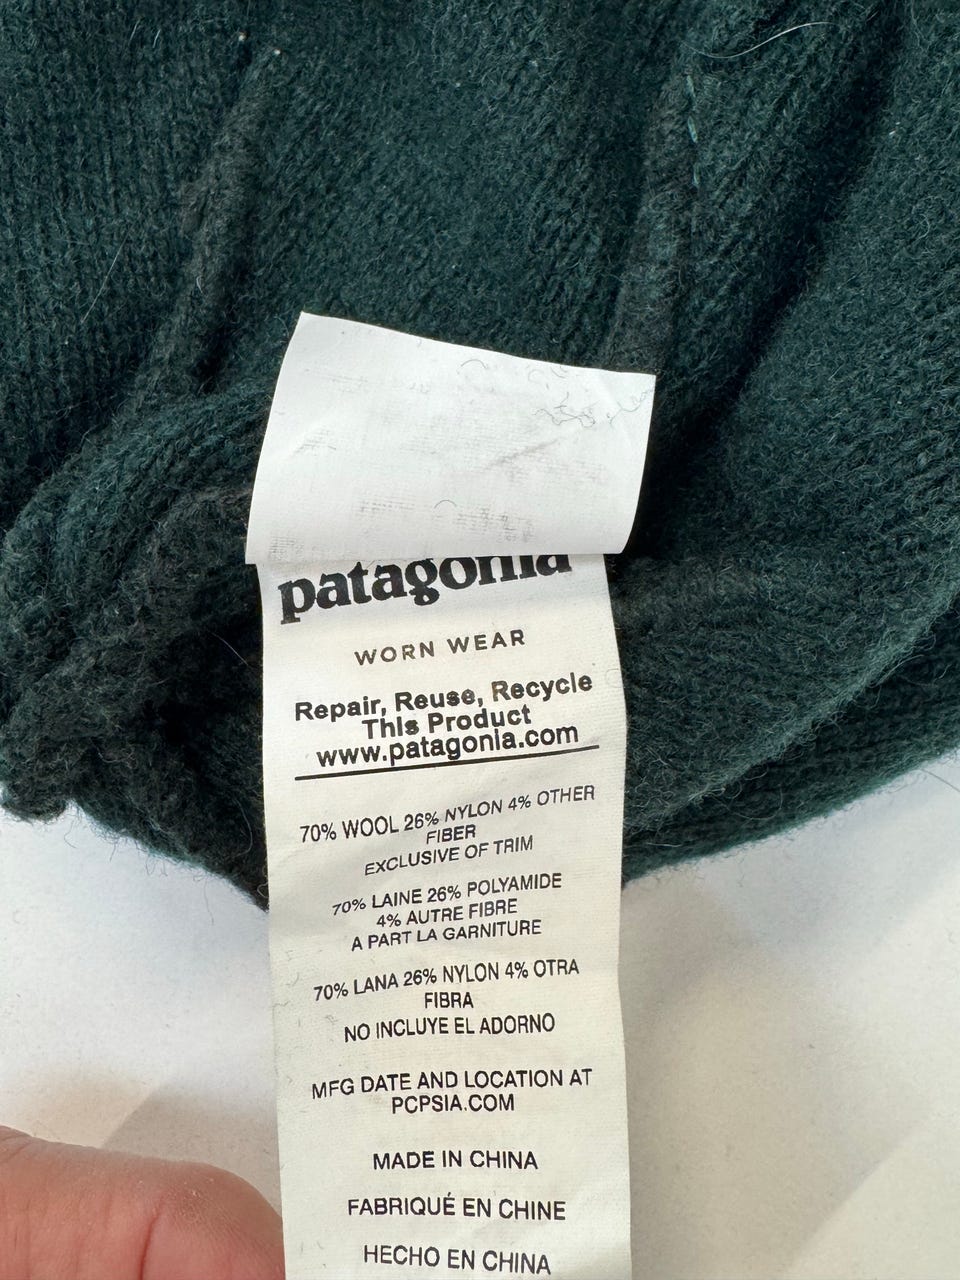 patagonia
WORN WEAR
Repair, Reuse, Recycle
This Product
www.patagonia.com
70% WOOL 26% NYLON 4% OTHER
FIBER
EXCLUSIVE OF TRIM
70% LAINE 26% POLYAMIDE
4% AUTRE FIBRE
A PART LA GARNITURE
70% LANA 26% NYLON 4% OTRA
FIBRA
NO INCLUYE EL ADORNO
MFG DATE AND LOCATION AT
PCPSIA.COM
MADE IN CHINA
FABRIQUÉ EN CHINE
HECHO EN CHINA